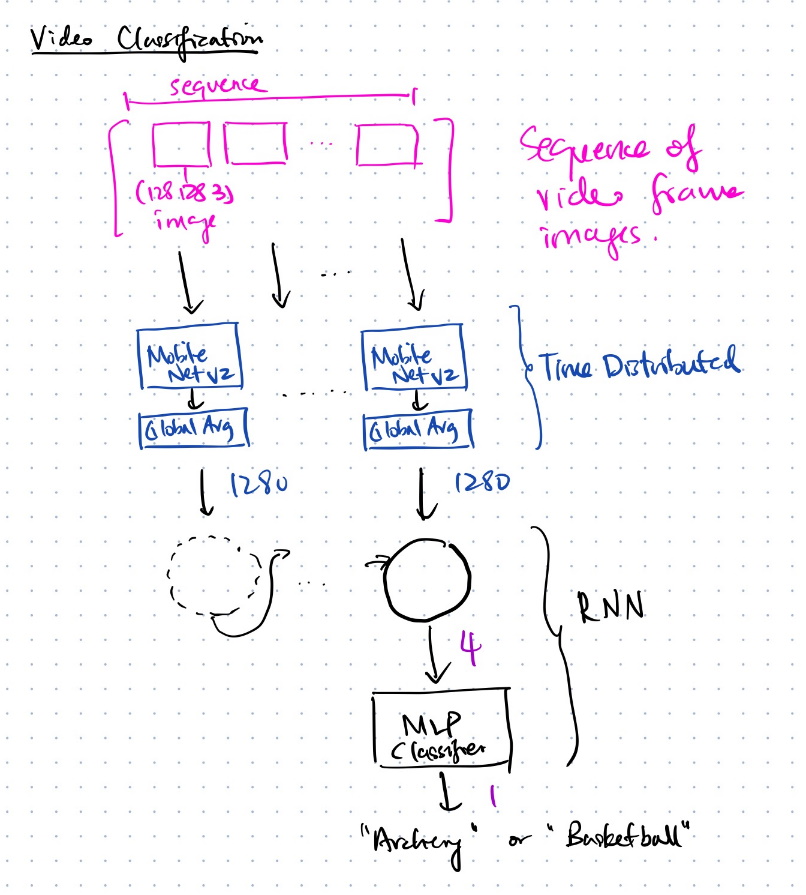 Video Classification
sequence
...
(128,128,3)
image
Sequence of
video frame
images.
...
Mobile
Net v2
Mobile
Net v2
Time Distributed
......
Global Avg
Global Avg
1280
1280
...
RNN
4
MLP
Classifier
1
"Archery" or "Basketball"